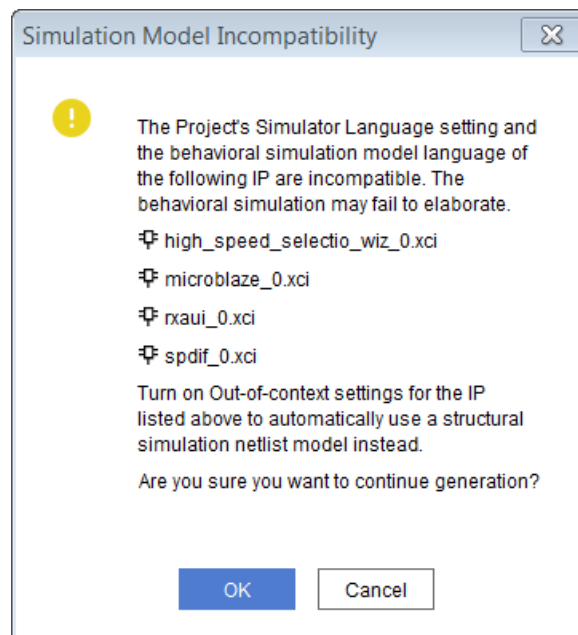 Simulation Model Incompatibility
The Project's Simulator Language setting and
the behavioral simulation model language of
the following IP are incompatible. The
behavioral simulation may fail to elaborate.
high_speed_selectio_wiz_0.xci
microblaze_0.xci
rxaui_0.xci
spdif_0.xci
Turn on Out-of-context settings for the IP
listed above to automatically use a structural
simulation netlist model instead.
Are you sure you want to continue generation?
OK
Cancel